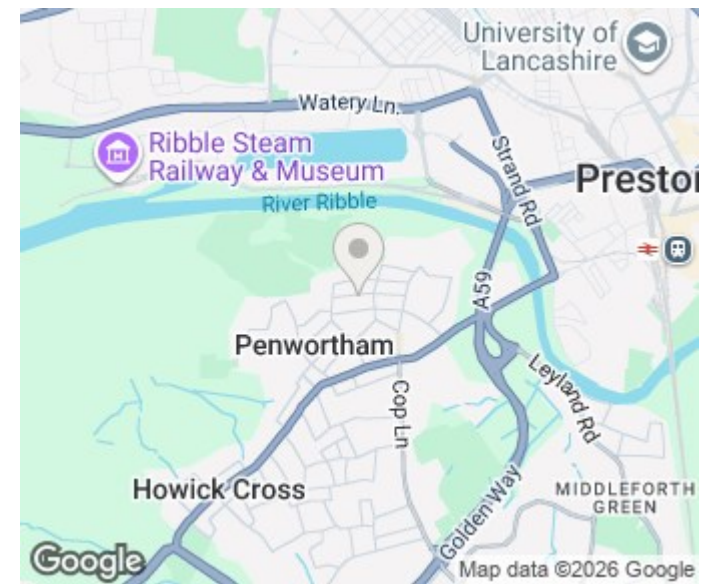 University of
Lancashire
Watery Ln.
Ribble Steam
Railway & Museum
Strand Rd
Presto
River Ribble
A59
Penwortham
Leyland Rd
Cop Ln
Howick Cross
MIDDLEFORTH
GREEN
Golden Way
Google
Map data ©2026 Google